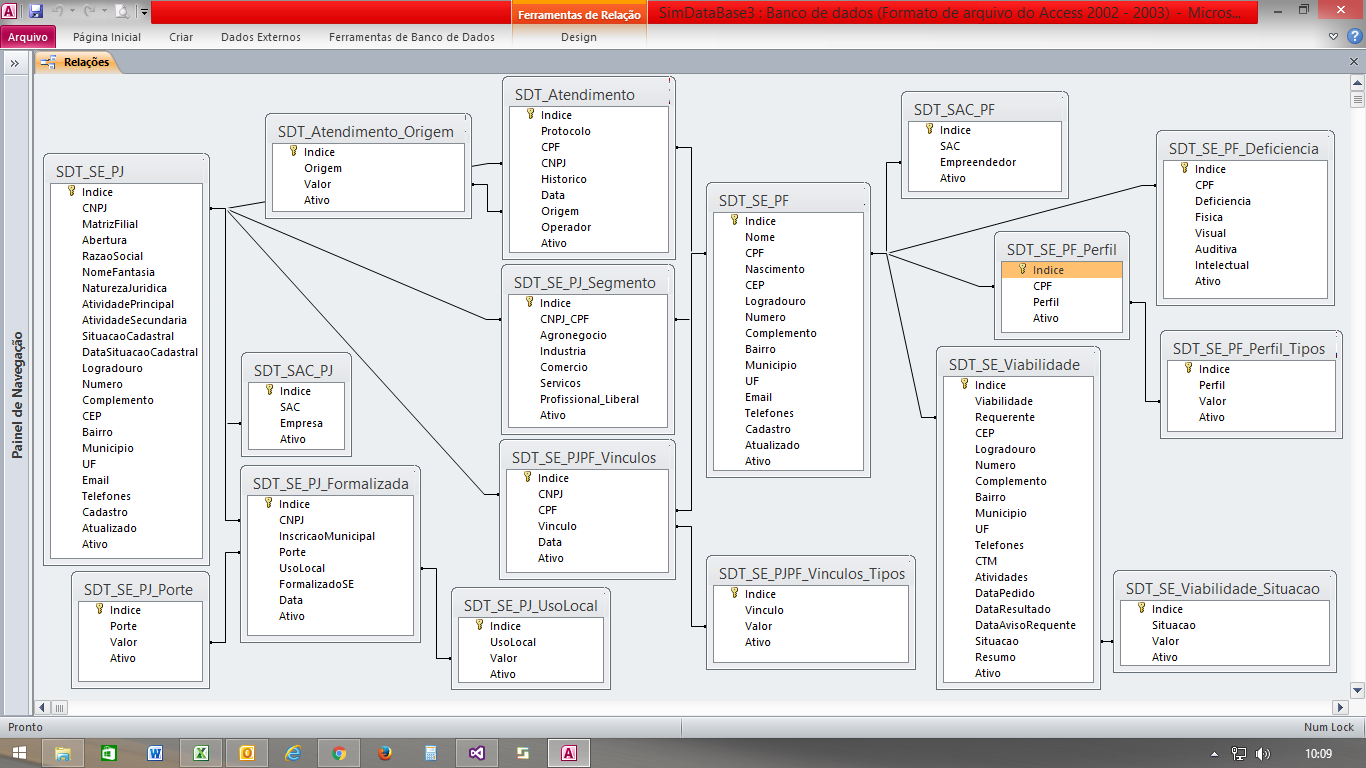 Ferramentas de Relação
SimDataBase3 : Banco de dados (Formato de arquivo do Access 2002 - 2003) - Micros...
Arquivo
Página Inicial
Criar
Dados Externos
Ferramentas de Banco de Dados
Design
Relações
Painel de Navegação
SDT_SE_PJ
Indice
CNPJ
MatrizFilial
Abertura
RazaoSocial
NomeFantasia
NaturezaJuridica
AtividadePrincipal
AtividadeSecundaria
SituacaoCadastral
DataSituacaoCadastral
Logradouro
Numero
Complemento
CEP
Bairro
Municipio
UF
Email
Telefones
Cadastro
Atualizado
Ativo
SDT_SE_PJ_Porte
Indice
Porte
Valor
Ativo
SDT_Atendimento_Origem
Indice
Origem
Valor
Ativo
SDT_SAC_PJ
Indice
SAC
Empresa
Ativo
SDT_SE_PJ_Formalizada
Indice
CNPJ
InscricaoMunicipal
Porte
UsoLocal
FormalizadoSE
Data
Ativo
SDT_SE_PJ_UsoLocal
Indice
UsoLocal
Valor
Ativo
SDT_Atendimento
Indice
Protocolo
CPF
CNPJ
Historico
Data
Origem
Operador
Ativo
SDT_SE_PJ_Segmento
Indice
CNPJ_CPF
Agronegocio
Industria
Comercio
Servicos
Profissional_Liberal
Ativo
SDT_SE_PJPF_Vinculos
Indice
CNPJ
CPF
Vinculo
Data
Ativo
SDT_SE_PF
Indice
Nome
CPF
Nascimento
CEP
Logradouro
Numero
Complemento
Bairro
Municipio
UF
Email
Telefones
Cadastro
Atualizado
Ativo
SDT_SE_PJPF_Vinculos_Tipos
Indice
Vinculo
Valor
Ativo
SDT_SAC_PF
Indice
SAC
Empreendedor
Ativo
SDT_SE_PF_Perfil
Indice
CPF
Perfil
Ativo
SDT_SE_Viabilidade
Indice
Viabilidade
Requerente
CEP
Logradouro
Numero
Complemento
Bairro
Municipio
UF
Telefones
CTM
Atividades
DataPedido
DataResultado
DataAvisoRequente
Situacao
Resumo
Ativo
SDT_SE_PF_Deficiencia
Indice
CPF
Deficiencia
Fisica
Visual
Auditiva
Intelectual
Ativo
SDT_SE_PF_Perfil_Tipos
Indice
Perfil
Valor
Ativo
SDT_SE_Viabilidade_Situacao
Indice
Situacao
Valor
Ativo
Pronto
Num Lock
10:09